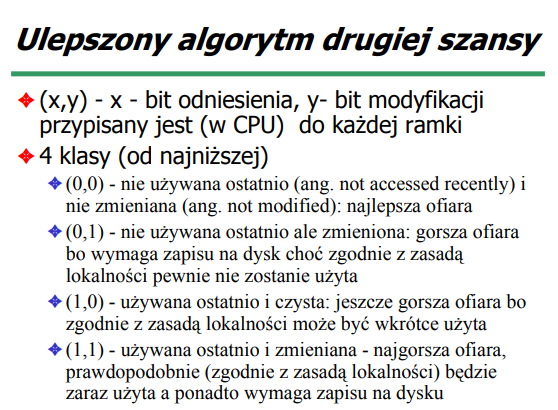 Ulepszony algorytm drugiej szansy
(x,y) - x - bit odniesienia, y- bit modyfikacji
przypisany jest (w CPU) do każdej ramki
4 klasy (od najniższej)
(0,0) - nie używana ostatnio (ang. not accessed recently) i
nie zmieniana (ang. not modified): najlepsza ofiara
(0,1) - nie używana ostatnio ale zmieniona: gorsza ofiara
bo wymaga zapisu na dysk choć zgodnie z zasadą
lokalności pewnie nie zostanie użyta
(1,0) - używana ostatnio i czysta: jeszcze gorsza ofiara bo
zgodnie z zasadą lokalności może być wkrótce użyta
(1,1) - używana ostatnio i zmieniana - najgorsza ofiara,
prawdopodobnie (zgodnie z zasadą lokalności) będzie
zaraz użyta a ponadto wymaga zapisu na dysku